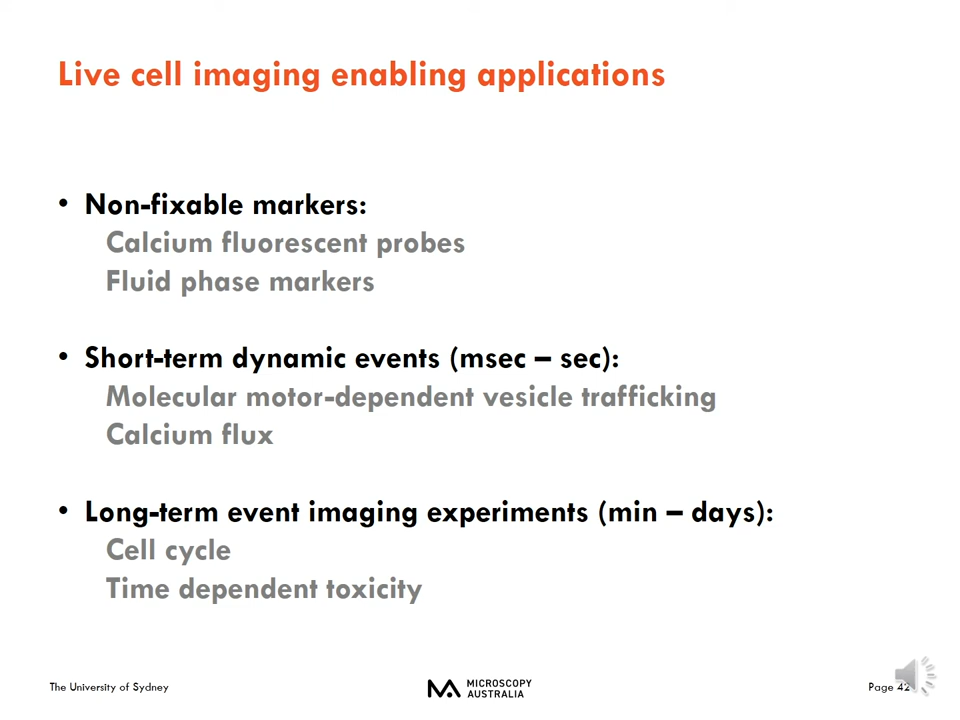 Live cell imaging enabling applications
• Non-fixable markers:
Calcium fluorescent probes
Fluid phase markers
• Short-term dynamic events (msec – sec):
Molecular motor-dependent vesicle trafficking
Calcium flux
• Long-term event imaging experiments (min – days):
Cell cycle
Time dependent toxicity
The University of Sydney
MICROSCOPY
AUSTRALIA
Page 42